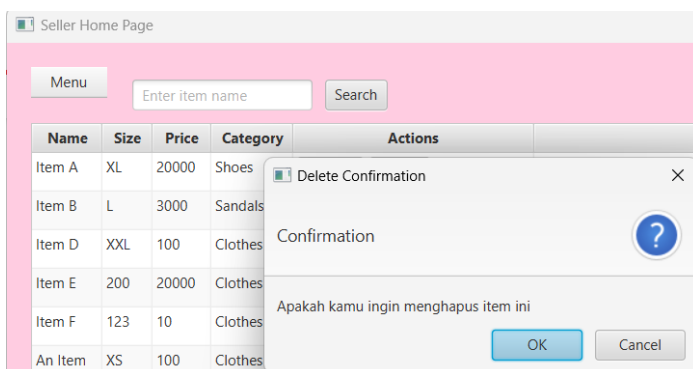 Seller Home Page
Menu
Enter item name
Search
Name Size Price Category Actions
Item A XL 20000 Shoes
Item B L 3000 Sandals
Item D XXL 100 Clothes
Item E 200 20000 Clothes
Item F 123 10 Clothes
An Item XS 100 Clothes
Delete Confirmation
Confirmation
Apakah kamu ingin menghapus item ini
OK Cancel